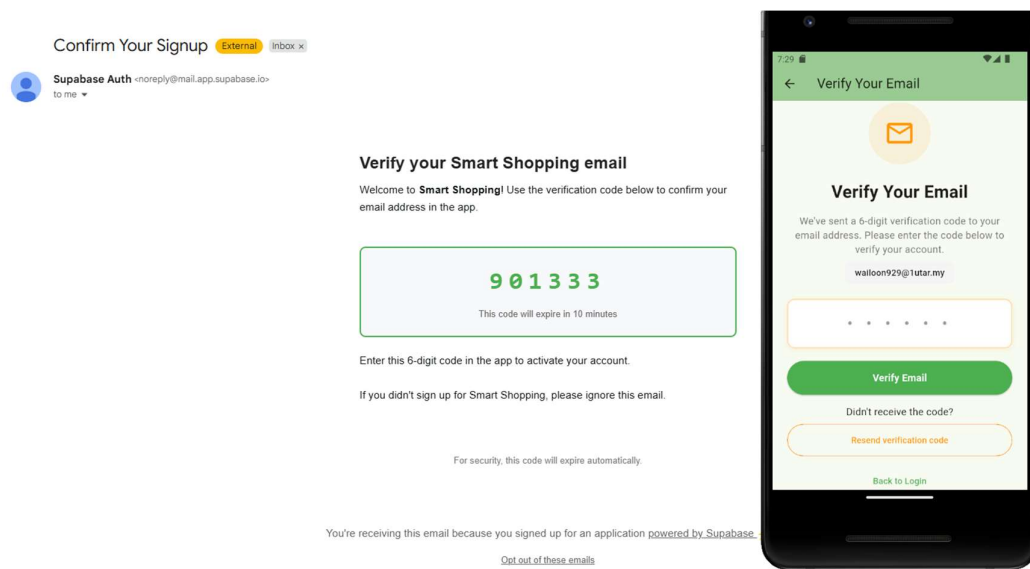 Confirm Your Signup External Inbox ×
Supabase Auth <noreply@mail.app.supabase.io>
to me
Verify your Smart Shopping email
Welcome to Smart Shopping! Use the verification code below to confirm your
email address in the app.
901333
This code will expire in 10 minutes
Enter this 6-digit code in the app to activate your account.
If you didn't sign up for Smart Shopping, please ignore this email.
For security, this code will expire automatically.
You're receiving this email because you signed up for an application powered by Supabase
Opt out of these emails
7:29
Verify Your Email
Verify Your Email
We've sent a 6-digit verification code to your
email address. Please enter the code below to
verify your account.
wailoon929@1utar.my
Verify Email
Didn't receive the code?
Resend verification code
Back to Login